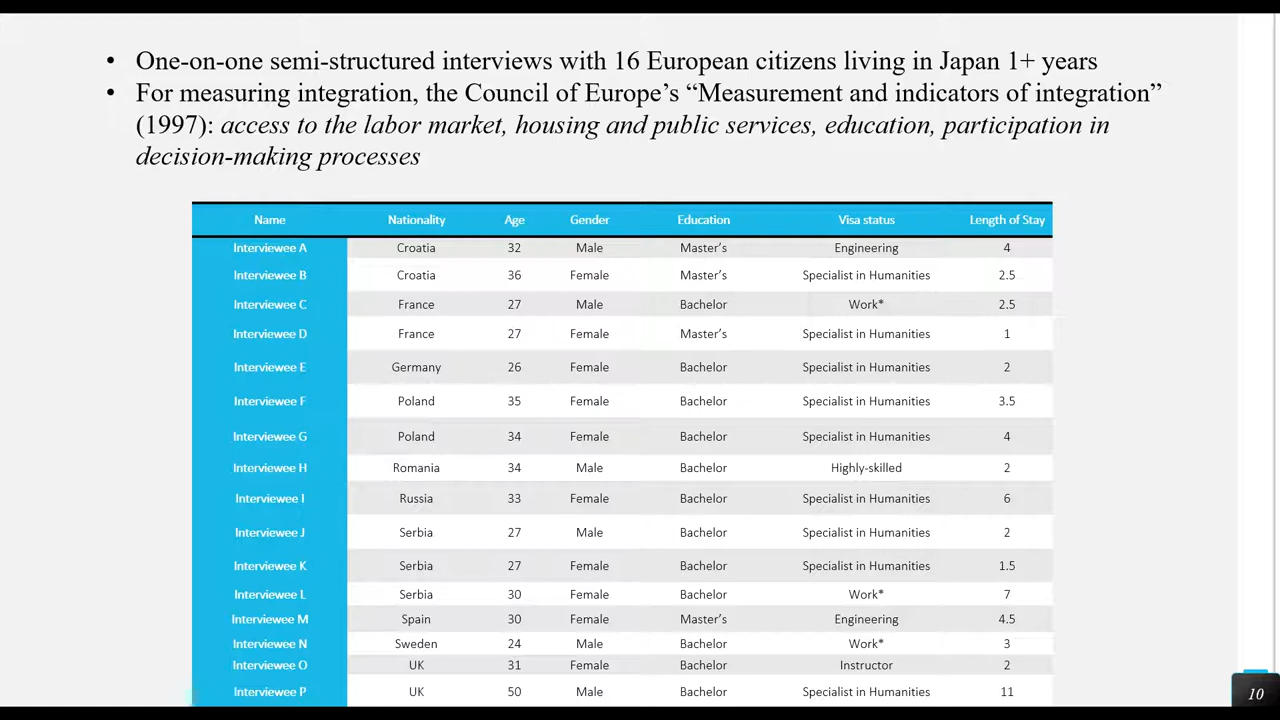 • One-on-one semi-structured interviews with 16 European citizens living in Japan 1+ years
• For measuring integration, the Council of Europe’s “Measurement and indicators of integration”
(1997): access to the labor market, housing and public services, education, participation in
decision-making processes
Name Nationality Age Gender Education Visa status Length of Stay
Interviewee A Croatia 32 Male Master’s Engineering 4
Interviewee B Croatia 36 Female Master’s Specialist in Humanities 2.5
Interviewee C France 27 Male Bachelor Work* 2.5
Interviewee D France 27 Female Master’s Specialist in Humanities 1
Interviewee E Germany 26 Female Bachelor Specialist in Humanities 2
Interviewee F Poland 35 Female Bachelor Specialist in Humanities 3.5
Interviewee G Poland 34 Female Bachelor Specialist in Humanities 4
Interviewee H Romania 34 Male Bachelor Highly-skilled 2
Interviewee I Russia 33 Female Bachelor Specialist in Humanities 6
Interviewee J Serbia 27 Male Bachelor Specialist in Humanities 2
Interviewee K Serbia 27 Female Bachelor Specialist in Humanities 1.5
Interviewee L Serbia 30 Female Bachelor Work* 7
Interviewee M Spain 30 Female Master’s Engineering 4.5
Interviewee N Sweden 24 Male Bachelor Work* 3
Interviewee O UK 31 Female Bachelor Instructor 2
Interviewee P UK 50 Male Bachelor Specialist in Humanities 11
10